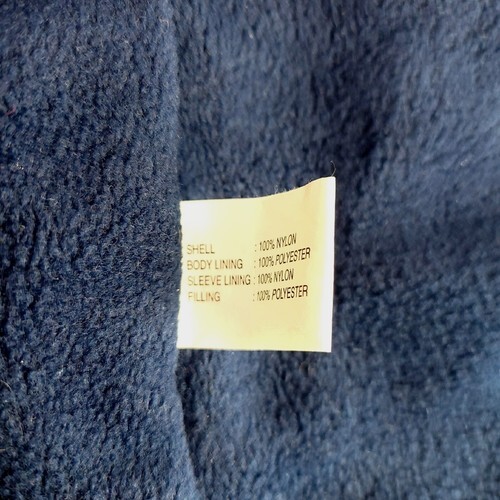 SHELL : 100% NYLON
BODY LINING : 100% POLYESTER
SLEEVE LINING : 100% NYLON
FILLING : 100% POLYESTER